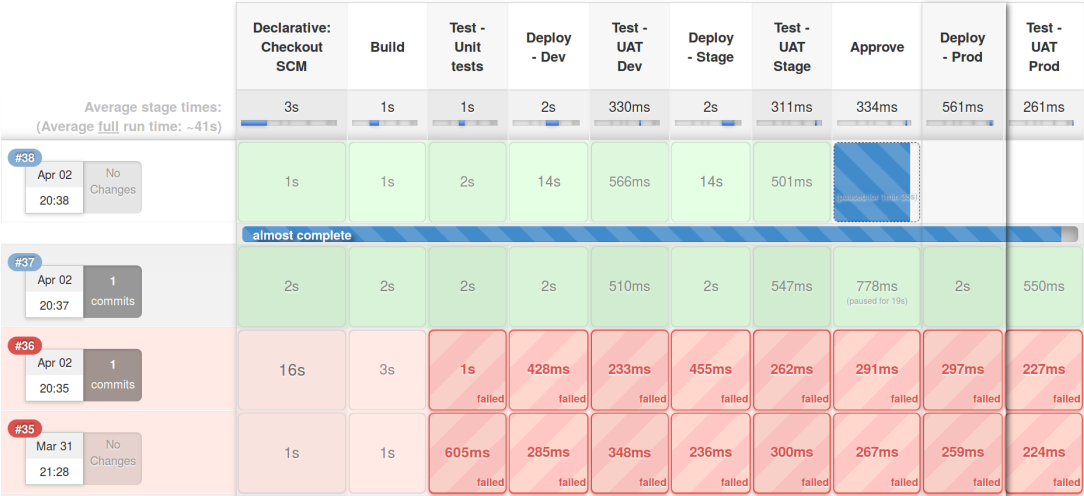 Declarative:
Checkout
SCM
Build
Test -
Unit
tests
Deploy
- Dev
Test -
UAT
Dev
Deploy
- Stage
Test -
UAT
Stage
Approve
Deploy
- Prod
Test -
UAT
Prod
Average stage times:
(Average full run time: ~41s)
3s
1s
1s
2s
330ms
2s
311ms
334ms
561ms
261ms
#38
Apr 02
20:38
No
Changes
1s
1s
2s
14s
566ms
14s
501ms
(paused for
almost complete
#37
Apr 02
20:37
1
commits
2s
2s
2s
2s
510ms
2s
547ms
778ms
(paused for 19s)
2s
550ms
#36
Apr 02
20:35
1
commits
16s
3s
1s
failed
428ms
failed
233ms
failed
455ms
failed
262ms
failed
291ms
failed
297ms
failed
227ms
failed
#35
Mar 31
21:28
No
Changes
1s
1s
605ms
failed
285ms
failed
348ms
failed
236ms
failed
300ms
failed
267ms
failed
259ms
failed
224ms
failed